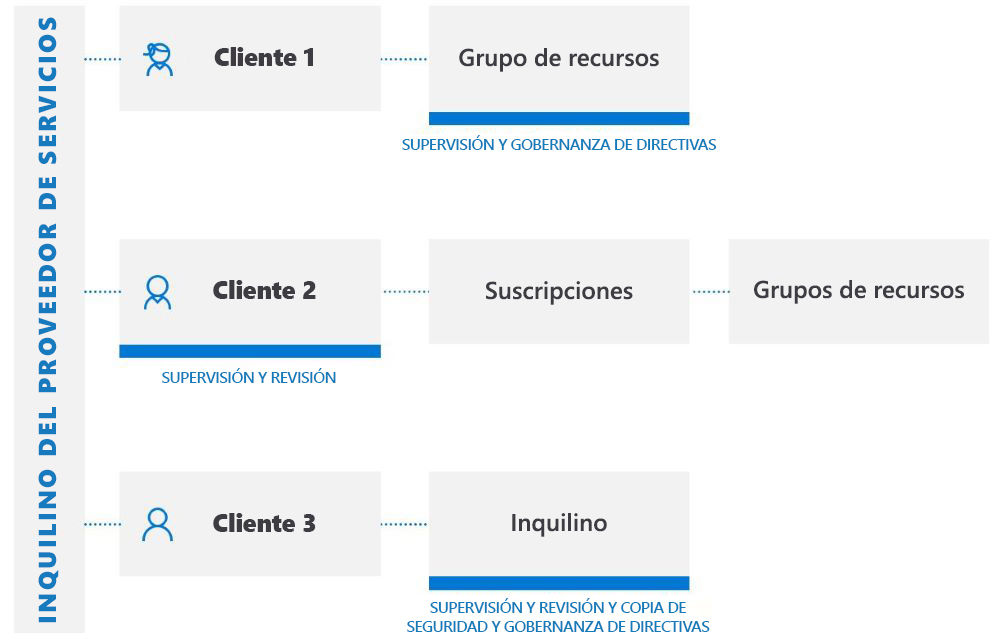 INQUILINO DEL PROVEEDOR DE SERVICIOS
Cliente 1
Grupo de recursos
SUPERVISIÓN Y GOBERNANZA DE DIRECTIVAS
Cliente 2
Suscripciones
Grupos de recursos
SUPERVISIÓN Y REVISIÓN
Cliente 3
Inquilino
SUPERVISIÓN Y REVISIÓN Y COPIA DE
SEGURIDAD Y GOBERNANZA DE DIRECTIVAS